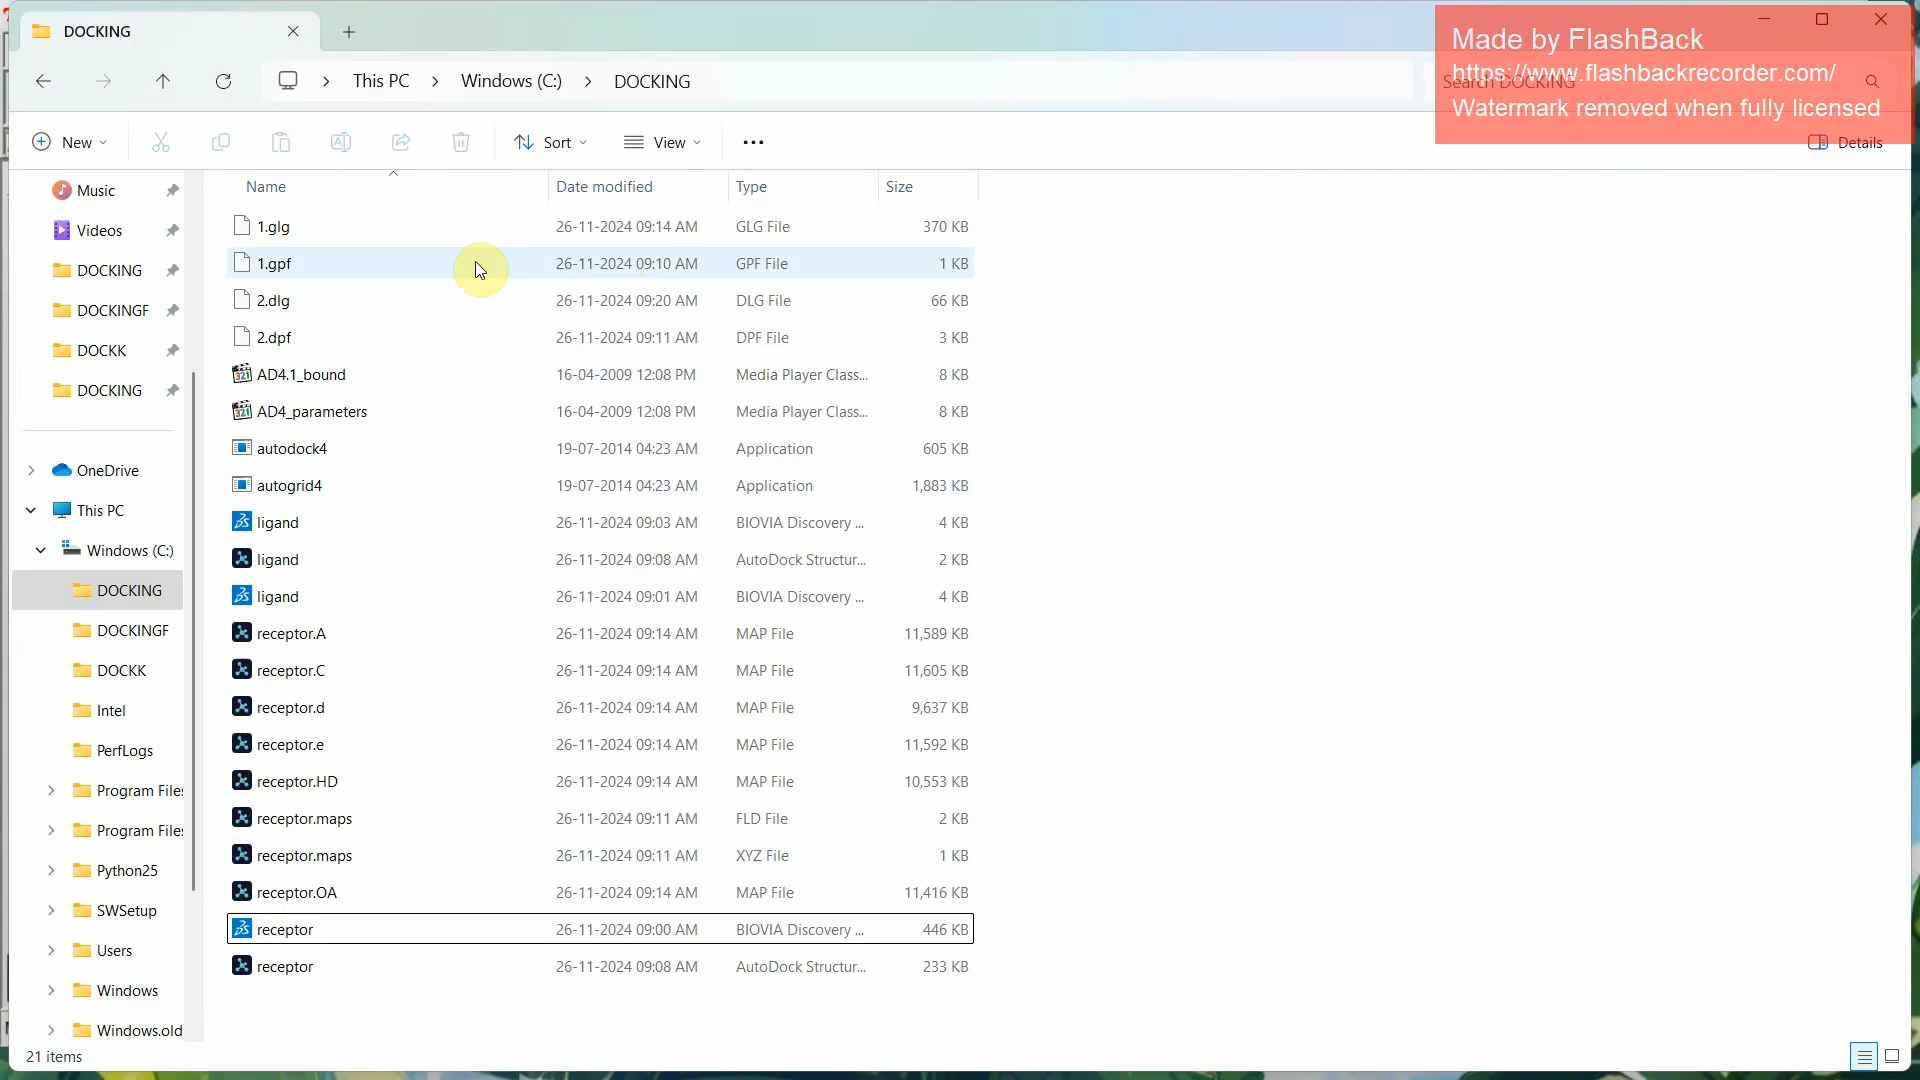 DOCKING
Made by FlashBack
https://www.flashbackrecorder.com/
Watermark removed when fully licensed
This PC
Windows (C:)
DOCKING
Search DOCKING
New
Sort
View
Details
Name Date modified Type Size
1.glg 26-11-2024 09:14 AM GLG File 370 KB
1.gpf 26-11-2024 09:10 AM GPF File 1 KB
2.dlg 26-11-2024 09:20 AM DLG File 66 KB
2.dpf 26-11-2024 09:11 AM DPF File 3 KB
AD4.1_bound 16-04-2009 12:08 PM Media Player Class... 8 KB
AD4_parameters 16-04-2009 12:08 PM Media Player Class... 8 KB
autodock4 19-07-2014 04:23 AM Application 605 KB
autogrid4 19-07-2014 04:23 AM Application 1,883 KB
ligand 26-11-2024 09:03 AM BIOVIA Discovery ... 4 KB
ligand 26-11-2024 09:08 AM AutoDock Structur... 2 KB
ligand 26-11-2024 09:01 AM BIOVIA Discovery ... 4 KB
receptor.A 26-11-2024 09:14 AM MAP File 11,589 KB
receptor.C 26-11-2024 09:14 AM MAP File 11,605 KB
receptor.d 26-11-2024 09:14 AM MAP File 9,637 KB
receptor.e 26-11-2024 09:14 AM MAP File 11,592 KB
receptor.HD 26-11-2024 09:14 AM MAP File 10,553 KB
receptor.maps 26-11-2024 09:11 AM FLD File 2 KB
receptor.maps 26-11-2024 09:11 AM XYZ File 1 KB
receptor.OA 26-11-2024 09:14 AM MAP File 11,416 KB
receptor 26-11-2024 09:00 AM BIOVIA Discovery ... 446 KB
receptor 26-11-2024 09:08 AM AutoDock Structur... 233 KB
Music
Videos
DOCKING
DOCKINGF
DOCKK
DOCKING
OneDrive
This PC
Windows (C:)
DOCKING
DOCKINGF
DOCKK
Intel
PerfLogs
Program Files
Program Files
Python25
SWSetup
Users
Windows
Windows.old
21 items